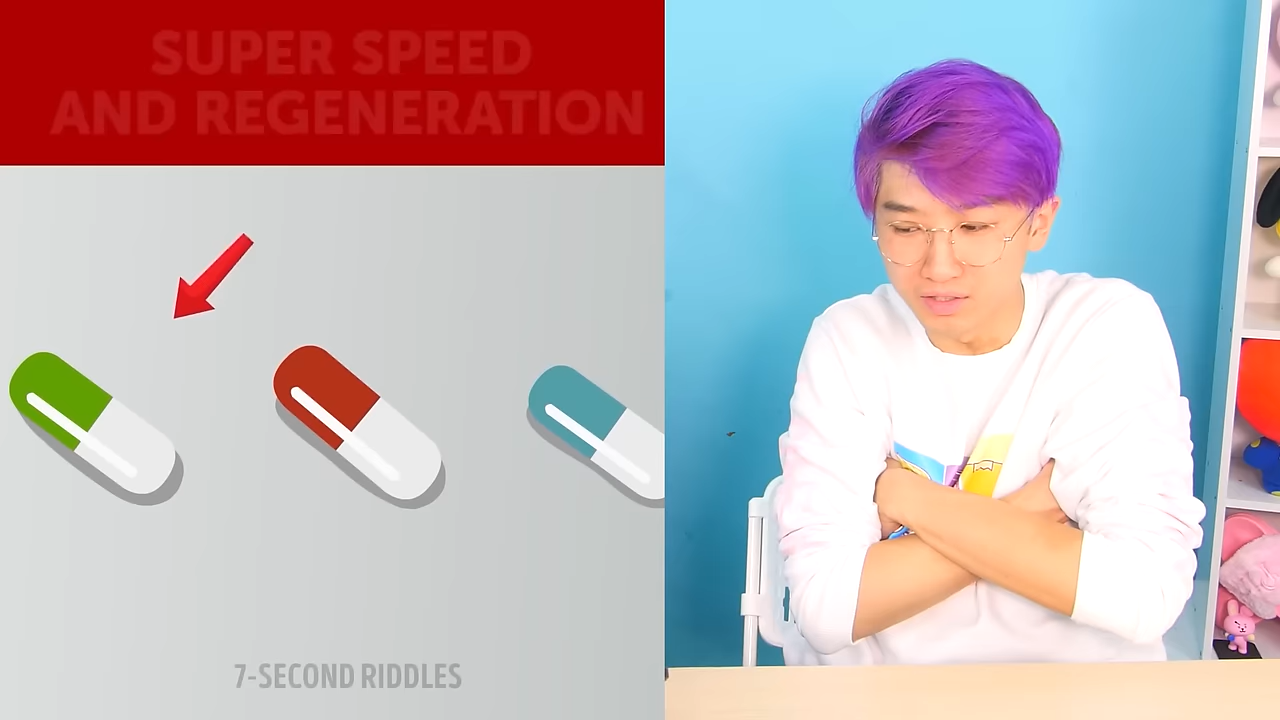 SUPER SPEED
AND REGENERATION
7-SECOND RIDDLES